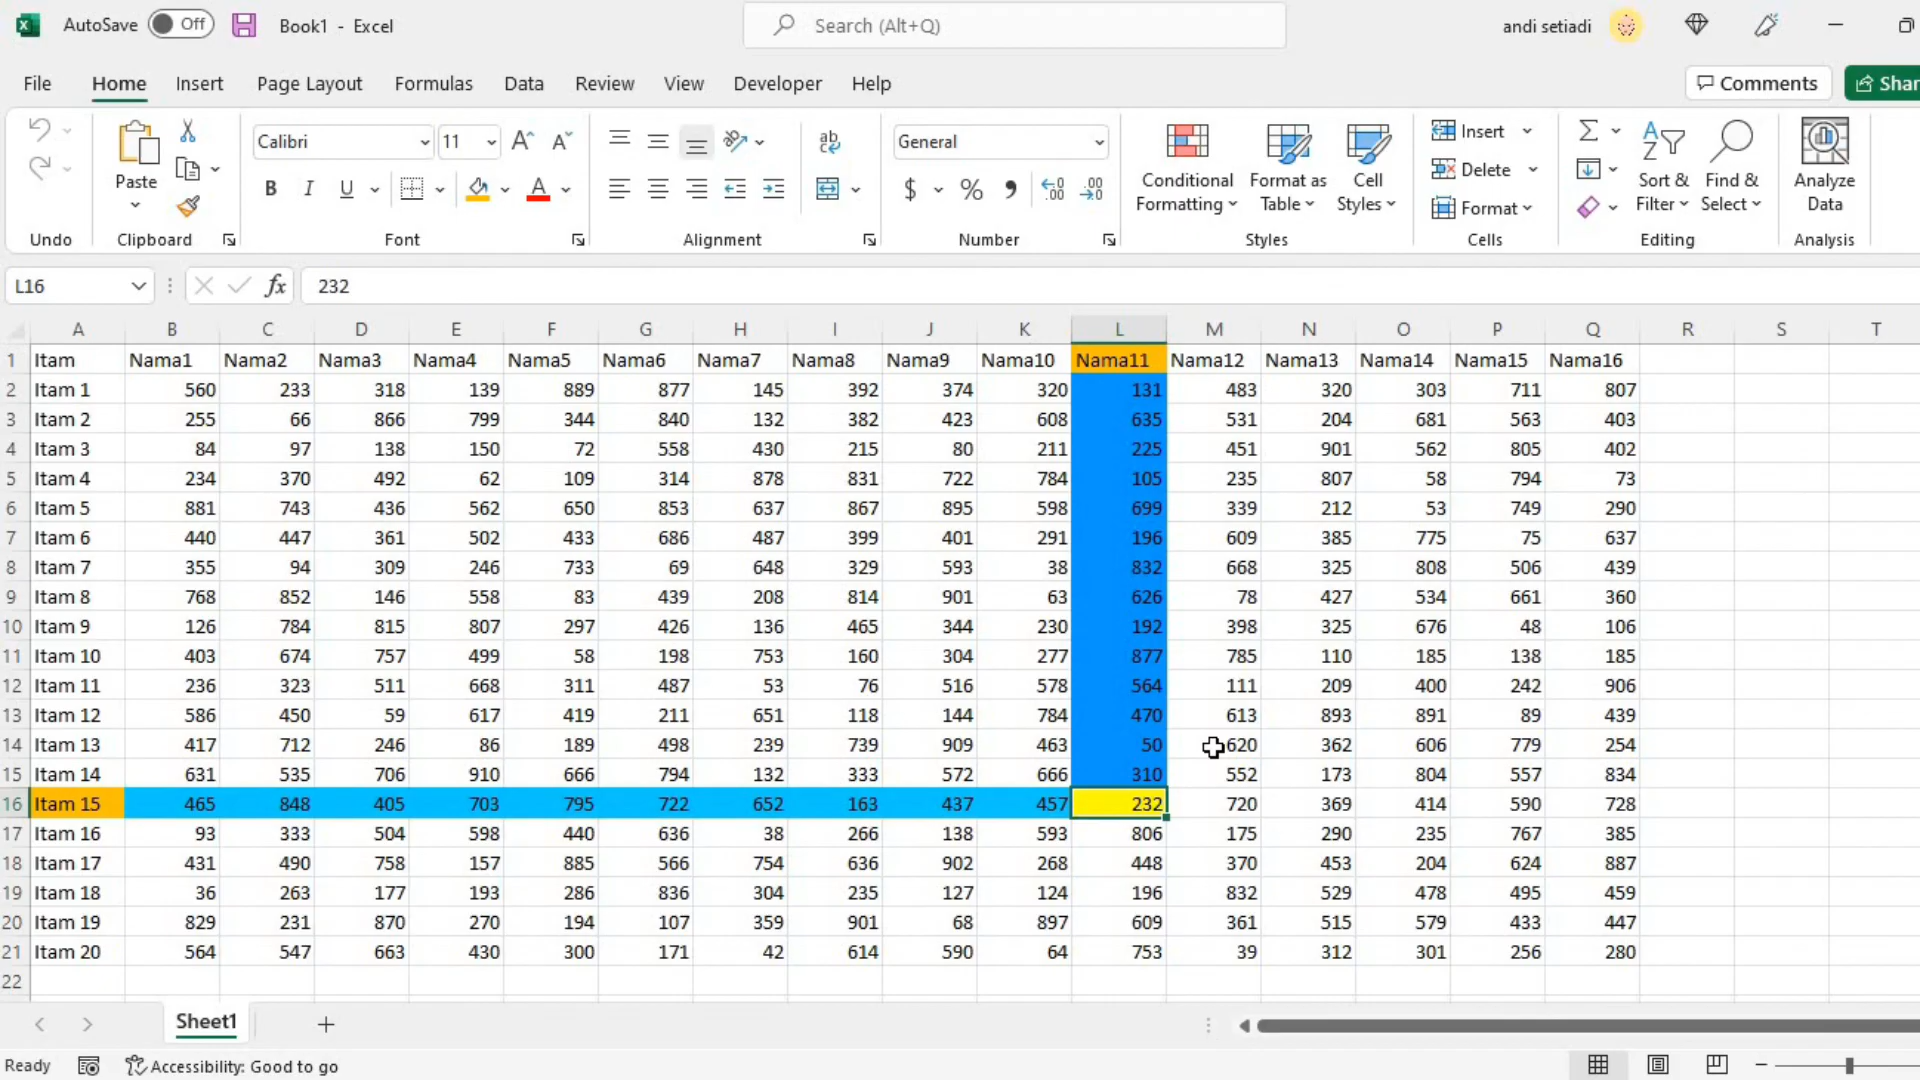 AutoSave Off Book1 - Excel Search (Alt+Q) andi setiadi
File Home Insert Page Layout Formulas Data Review View Developer Help Comments Shar
Paste Calibri 11 B I U A ab General $ % Conditional Formatting Format as Table Cell Styles Insert Delete Format Sort & Filter Find & Select Analyze Data
Undo Clipboard Font Alignment Number Styles Cells Editing Analysis
L16 fx 232
A B C D E F G H I J K L M N O P Q R S T
1 Itam Nama1 Nama2 Nama3 Nama4 Nama5 Nama6 Nama7 Nama8 Nama9 Nama10 Nama11 Nama12 Nama13 Nama14 Nama15 Nama16
2 Itam 1 560 233 318 139 889 877 145 392 374 320 131 483 320 303 711 807
3 Itam 2 255 66 866 799 344 840 132 382 423 608 635 531 204 681 563 403
4 Itam 3 84 97 138 150 72 558 430 215 80 211 225 451 901 562 805 402
5 Itam 4 234 370 492 62 109 314 878 831 722 784 105 235 807 58 794 73
6 Itam 5 881 743 436 562 650 853 637 867 895 598 699 339 212 53 749 290
7 Itam 6 440 447 361 502 433 686 487 399 401 291 196 609 385 775 75 637
8 Itam 7 355 94 309 246 733 69 648 329 593 38 832 668 325 808 506 439
9 Itam 8 768 852 146 558 83 439 208 814 901 63 626 78 427 534 661 360
10 Itam 9 126 784 815 807 297 426 136 465 344 230 192 398 325 676 48 106
11 Itam 10 403 674 757 499 58 198 753 160 304 277 877 785 110 185 138 185
12 Itam 11 236 323 511 668 311 487 53 76 516 578 564 111 209 400 242 906
13 Itam 12 586 450 59 617 419 211 651 118 144 784 470 613 893 891 89 439
14 Itam 13 417 712 246 86 189 498 239 739 909 463 50 620 362 606 779 254
15 Itam 14 631 535 706 910 666 794 132 333 572 666 310 552 173 804 557 834
16 Itam 15 465 848 405 703 795 722 652 163 437 457 232 720 369 414 590 728
17 Itam 16 93 333 504 598 440 636 38 266 138 593 806 175 290 235 767 385
18 Itam 17 431 490 758 157 885 566 754 636 902 268 448 370 453 204 624 887
19 Itam 18 36 263 177 193 286 836 304 235 127 124 196 832 529 478 495 459
20 Itam 19 829 231 870 270 194 107 359 901 68 897 609 361 515 579 433 447
21 Itam 20 564 547 663 430 300 171 42 614 590 64 753 39 312 301 256 280
22
Sheet1
Ready Accessibility: Good to go